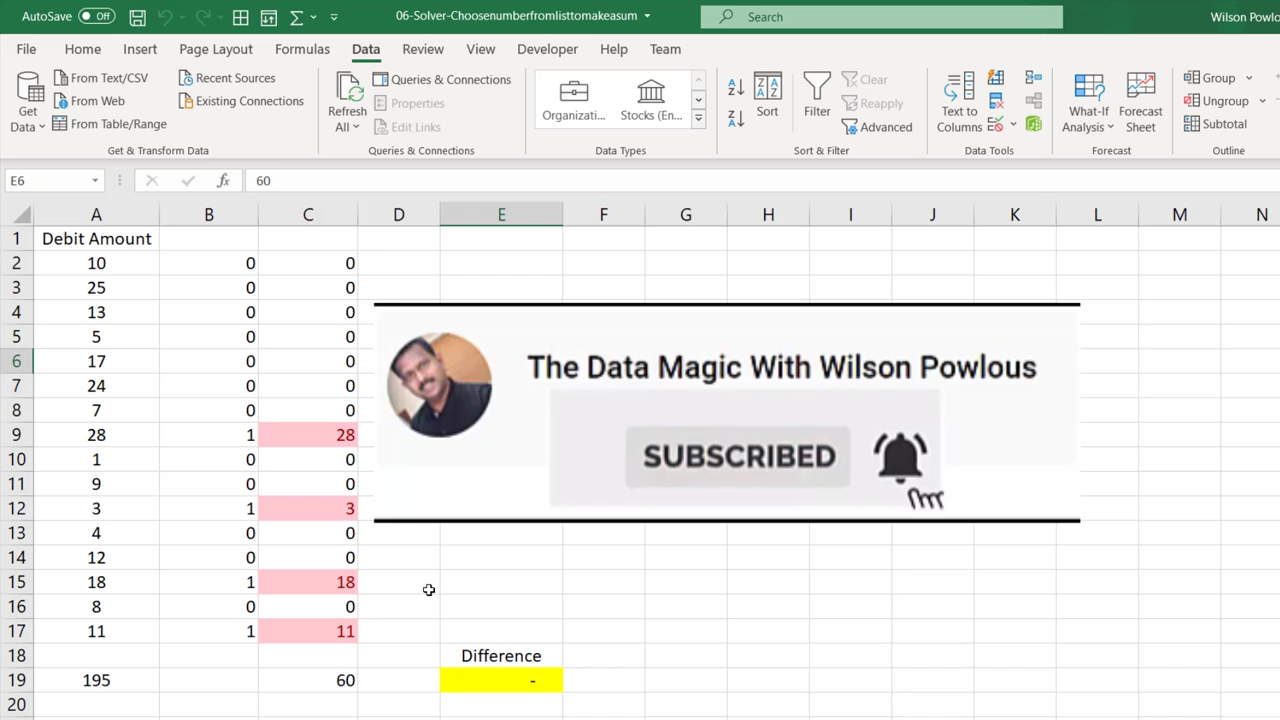 AutoSave Off 06-Solver-Choosenumberfromlisttomakeasum Search Wilson Powlo
File Home Insert Page Layout Formulas Data Review View Developer Help Team
Get Data
From Text/CSV
From Web
From Table/Range
Recent Sources
Existing Connections
Get & Transform Data
Refresh All
Queries & Connections
Properties
Edit Links
Queries & Connections
Organizati...
Stocks (En...
Data Types
Sort
Filter
Clear
Reapply
Advanced
Sort & Filter
Text to Columns
Data Tools
What-If Analysis
Forecast Sheet
Forecast
Group
Ungroup
Subtotal
Outline
E6 fx 60
A B C D E F G H I J K L M N
1 Debit Amount
2 10 0 0
3 25 0 0
4 13 0 0
5 5 0 0
6 17 0 0
7 24 0 0
8 7 0 0
9 28 1 28
10 1 0 0
11 9 0 0
12 3 1 3
13 4 0 0
14 12 0 0
15 18 1 18
16 8 0 0
17 11 1 11
18 Difference
19 195 60 -
20
The Data Magic With Wilson Powlous
SUBSCRIBED